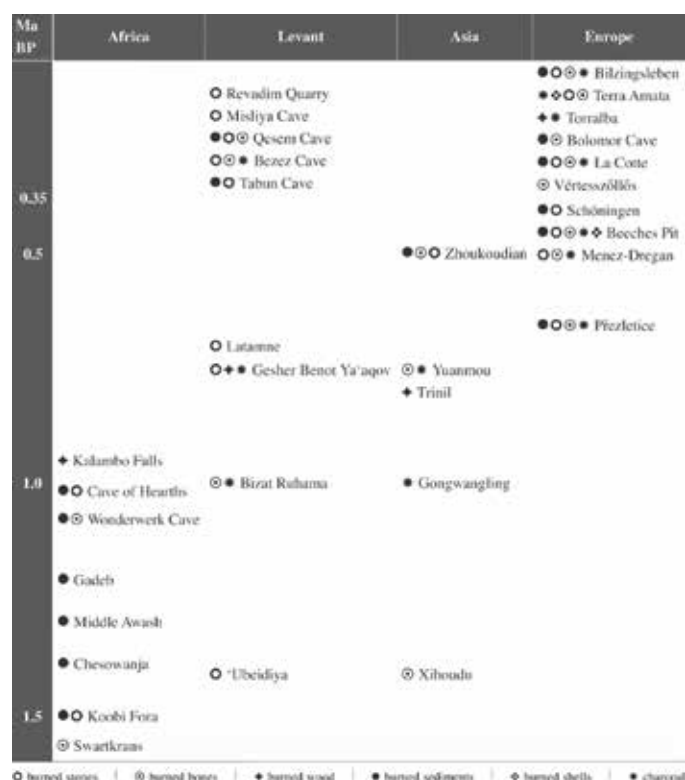 Ma BP
Africa
Levant
Asia
Europe
Bilzingsleben
Revadim Quarry
Terra Amata
Misliya Cave
Torralba
Qesem Cave
Bolomor Cave
Bezez Cave
La Cotte
Tabun Cave
Vértesszőllős
0.35
Schöningen
Beeches Pit
0.5
Zhoukoudian
Menez-Dregan
Přezletice
Latamne
Gesher Benot Ya'aqov
Yuanmou
Trinil
Kalambo Falls
1.0
Cave of Hearths
Bizat Ruhama
Gongwangling
Wonderwerk Cave
Gadeb
Middle Awash
Chesowanja
'Ubeidiya
Xihoudu
1.5
Koobi Fora
Swartkrans
burned stones | burned bones | burned wood | burned sediments | burned shells | charcoal